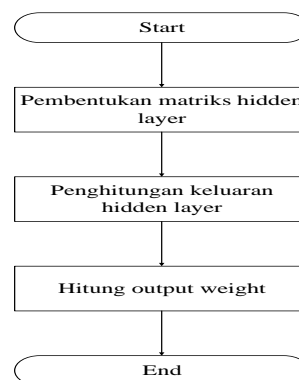 Start
Pembentukan matriks hidden
layer
Penghitungan keluaran
hidden layer
Hitung output weight
End